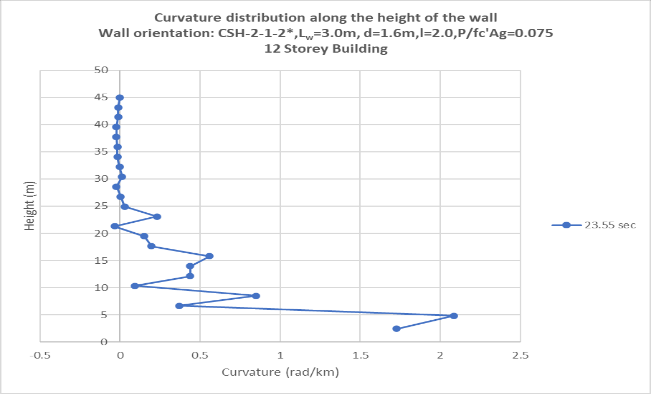 Curvature distribution along the height of the wall
Wall orientation: CSH-2-1-2*,Lw=3.0m, d=1.6m,l=2.0,P/fc'Ag=0.075
12 Storey Building
50
45
40
35
30
25
20
15
10
5
0
Height (m)
-0.5 0 0.5 1 1.5 2 2.5
Curvature (rad/km)
23.55 sec